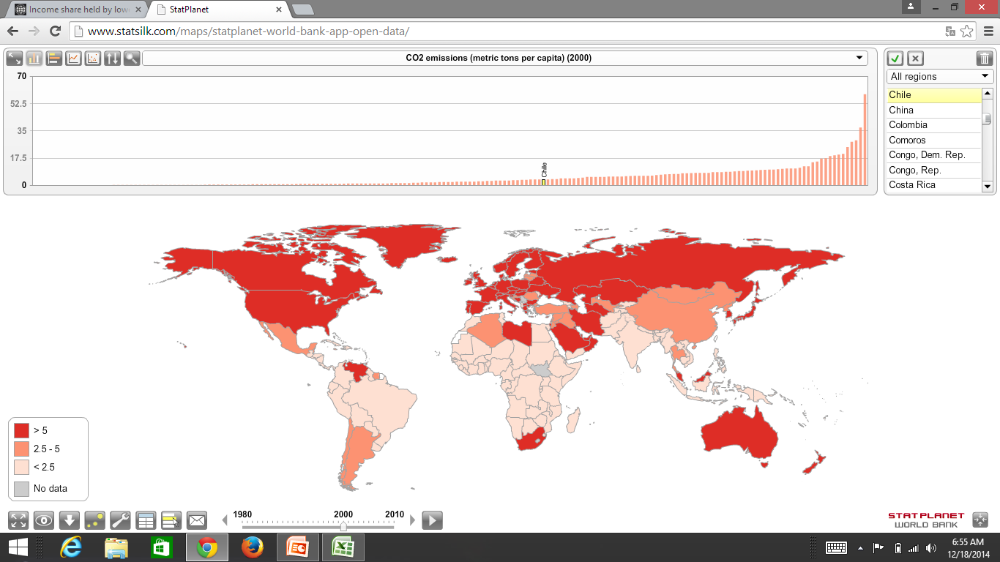 Income share held by low
StatPlanet
www.statsilk.com/maps/statplanet-world-bank-app-open-data/
CO2 emissions (metric tons per capita) (2000)
70
52.5
35
17.5
0
Chile
All regions
Chile
China
Colombia
Comoros
Congo, Dem. Rep.
Congo, Rep.
Costa Rica
> 5
2.5 - 5
< 2.5
No data
1980
2000
2010
STATPLANET
WORLD BANK
6:55 AM
12/18/2014